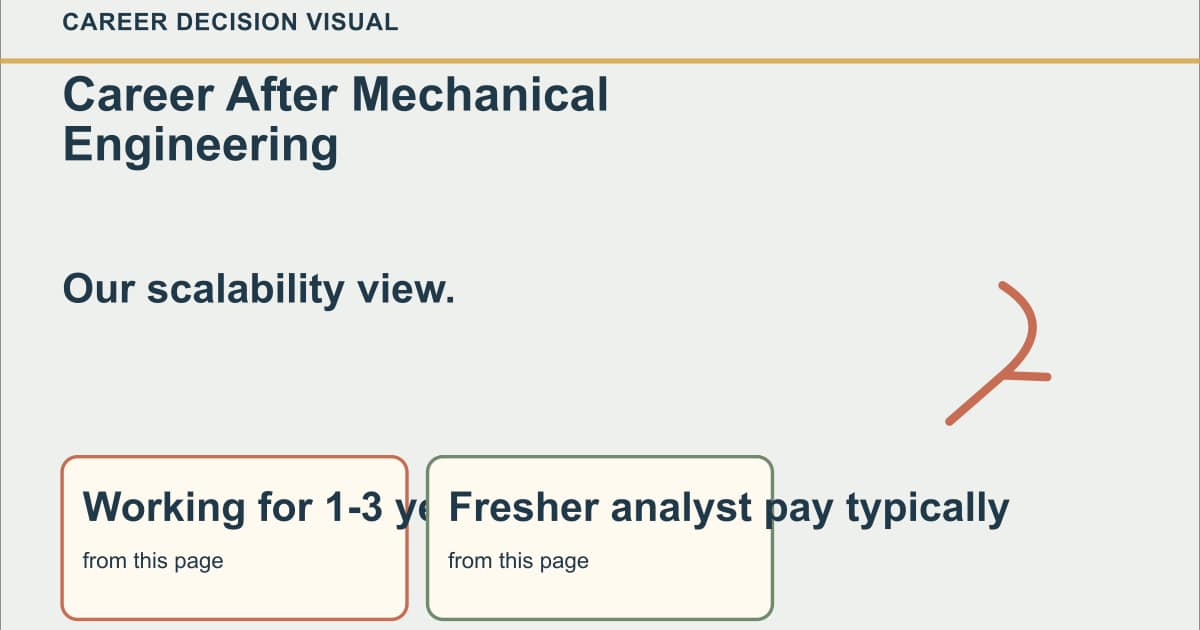 CAREER DECISION VISUAL
Career After Mechanical
Engineering
Our scalability view.
Working for 1-3
Fresher analyst pay typically
from this page
from this page